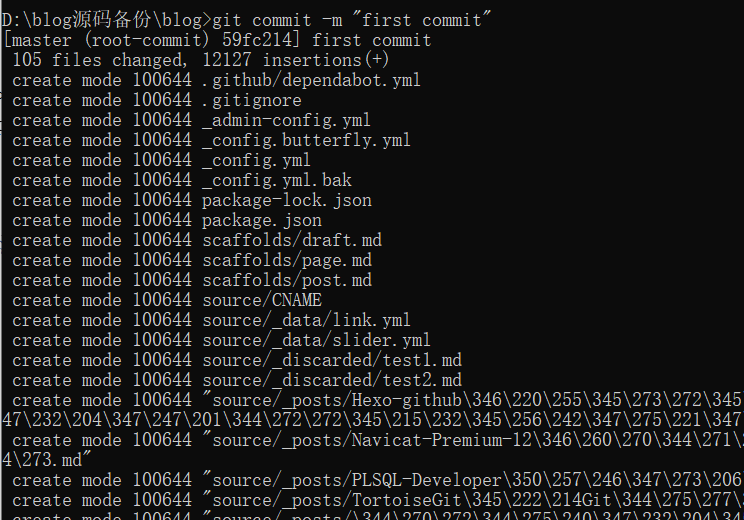 D:\blog源码备份\blog>git commit -m "first commit"
[master (root-commit) 59fc214] first commit
 105 files changed, 12127 insertions(+)
 create mode 100644 .github/dependabot.yml
 create mode 100644 .gitignore
 create mode 100644 _admin-config.yml
 create mode 100644 _config.butterfly.yml
 create mode 100644 _config.yml
 create mode 100644 _config.yml.bak
 create mode 100644 package-lock.json
 create mode 100644 package.json
 create mode 100644 scaffolds/draft.md
 create mode 100644 scaffolds/page.md
 create mode 100644 scaffolds/post.md
 create mode 100644 source/CNAME
 create mode 100644 source/_data/link.yml
 create mode 100644 source/_data/slider.yml
 create mode 100644 source/_discarded/test1.md
 create mode 100644 source/_discarded/test2.md
 create mode 100644 "source/_posts/Hexo-github\346\220\255\345\273\272\345
47\232\204\347\247\201\344\272\272\345\215\232\345\256\242\347\275\221\347
 create mode 100644 "source/_posts/Navicat-Premium-12\346\260\270\344\271\
4\273.md"
 create mode 100644 "source/_posts/PLSQL-Developer\350\257\246\347\273\206
 create mode 100644 "source/_posts/TortoiseGit\345\222\214Git\344\275\277\